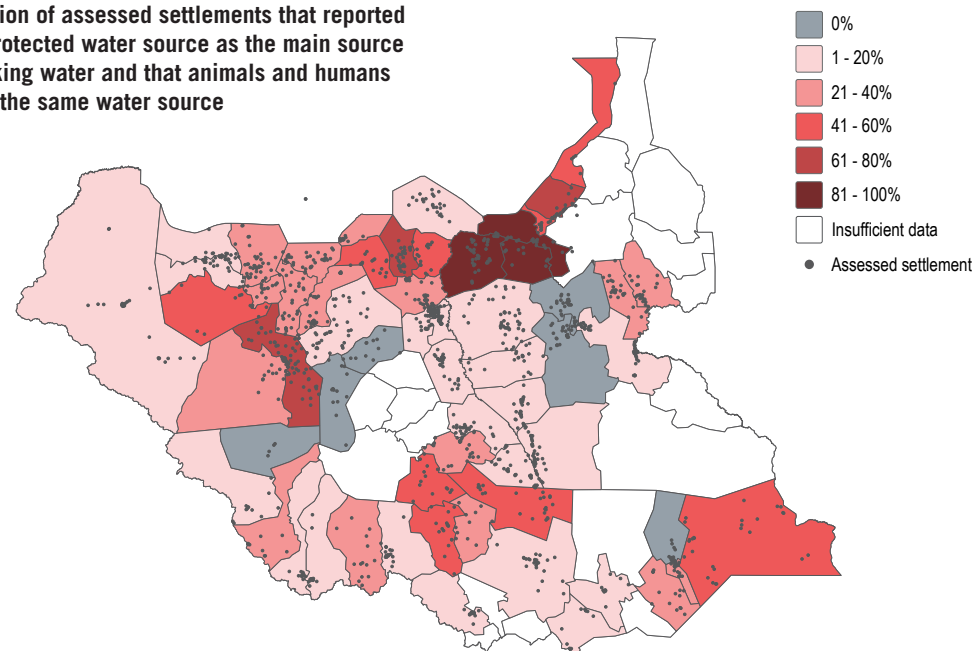 ion of assessed settlements that reported
rotected water source as the main source
king water and that animals and humans
the same water source
0%
1 - 20%
21 - 40%
41 - 60%
61 - 80%
81 - 100%
Insufficient data
Assessed settlement